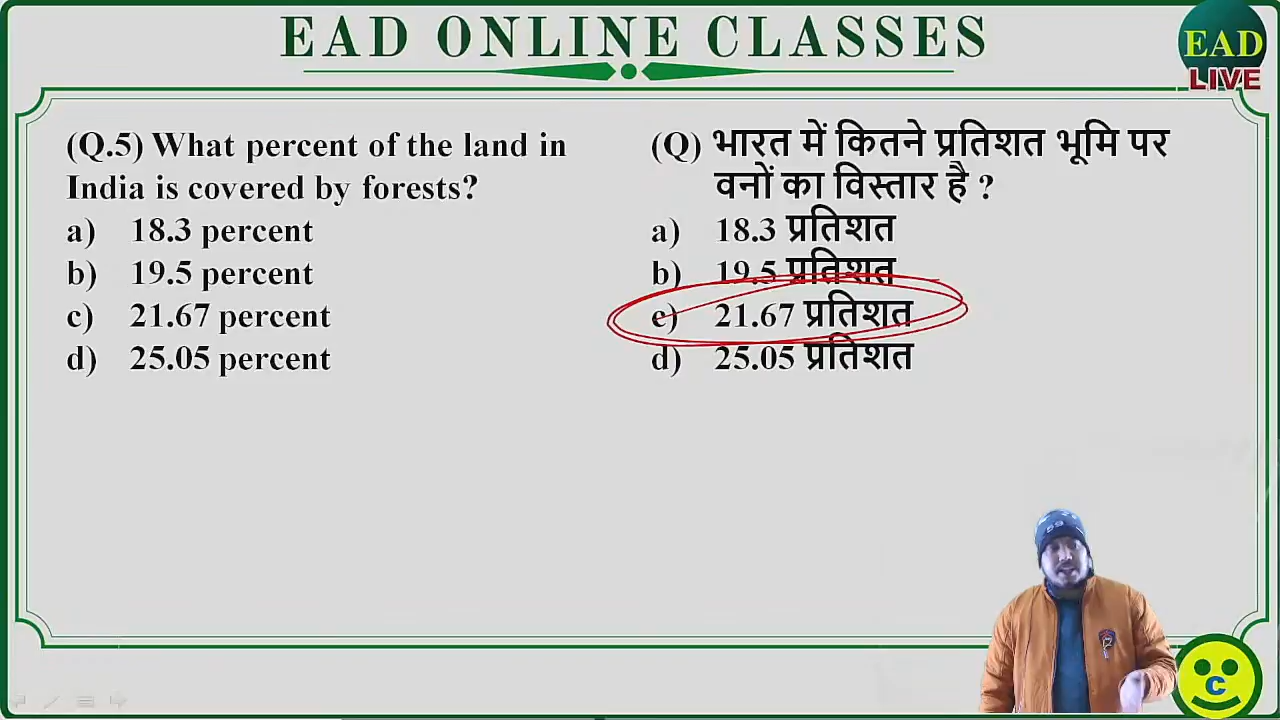 EAD ONLINE CLASSES
EAD
LIVE
(Q.5) What percent of the land in
India is covered by forests?
a) 18.3 percent
b) 19.5 percent
c) 21.67 percent
d) 25.05 percent
(Q) भारत में कितने प्रतिशत भूमि पर
वनों का विस्तार है ?
a) 18.3 प्रतिशत
b) 19.5 प्रतिशत
c) 21.67 प्रतिशत
d) 25.05 प्रतिशत
C